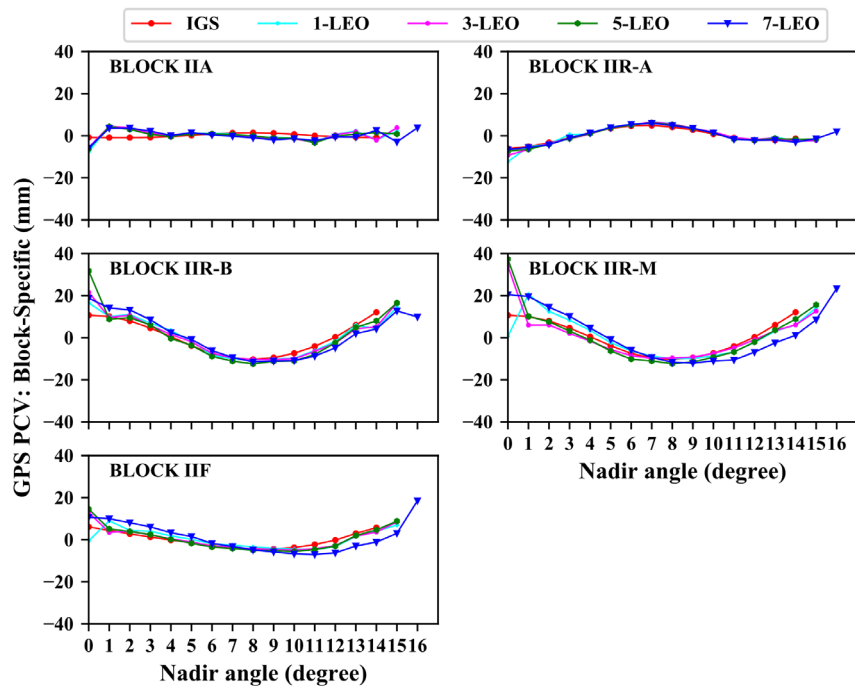 IGS 1-LEO 3-LEO 5-LEO 7-LEO
GPS PCV: Block-Specific (mm)
BLOCK IIA
40
20
0
−20
−40
BLOCK IIR-A
40
20
0
−20
−40
BLOCK IIR-B
40
20
0
−20
−40
BLOCK IIR-M
40
20
0
−20
−40
0 1 2 3 4 5 6 7 8 9 10 11 12 13 14 15 16
Nadir angle (degree)
BLOCK IIF
40
20
0
−20
−40
0 1 2 3 4 5 6 7 8 9 10 11 12 13 14 15 16
Nadir angle (degree)